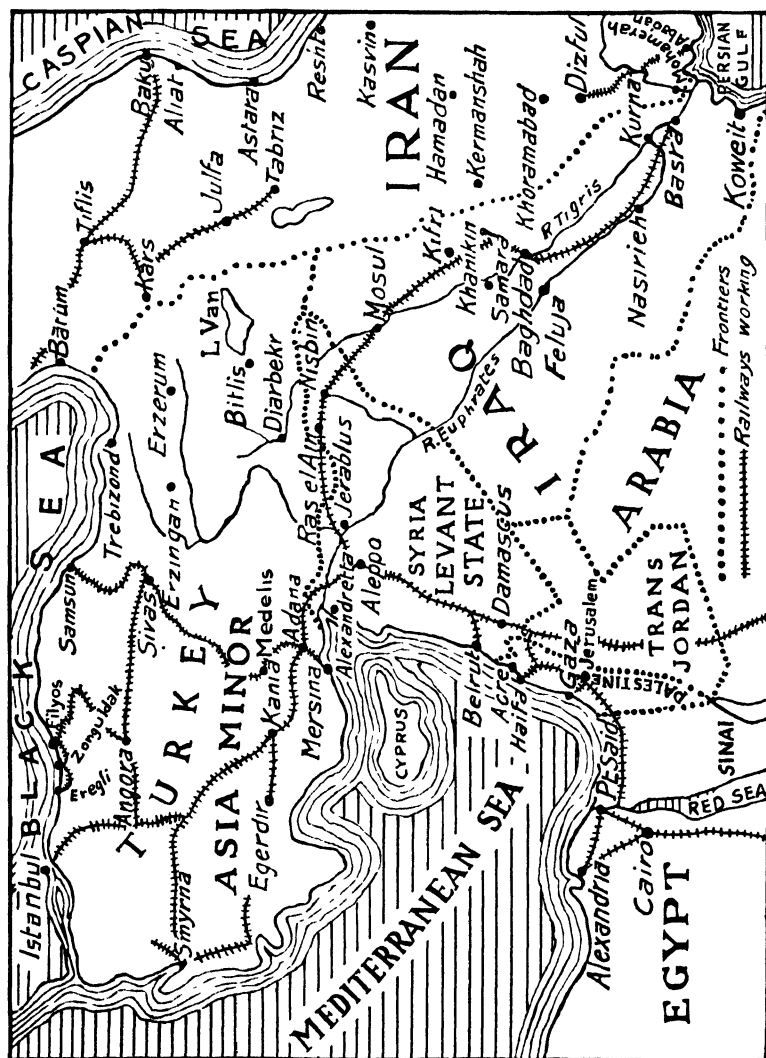 CASPIAN
SEA
BLACK SEA
Istanbul
Eregli
Zonguldak
Filyos
Samsun
Trebizond
Batum
Tiflis
Baku
Aliat
Kars
Julfa
Astara
Tabriz
Resht
Kasvin
Angora
Sivas
Erzingan
Erzerum
L.Van
Bitlis
Diarbekr
IRAN
Hamadan
Kermanshah
TURKEY
ASIA MINOR
Smyrna
Egerdir
Kania
Medelis
Adana
Mersina
Alexandretta
Aleppo
Jerablus
Ras el Ain
Nisbin
Mosul
Kifri
Khanikin
Samara
Baghdad
Feluja
Khoramabad
Dizful
R.Tigris
R.Euphrates
IRAQ
Kurna
Mohamerah
Abadan
Basra
Nasirieh
Koweit
PERSIAN
GULF
CYPRUS
MEDITERRANEAN SEA
SYRIA
LEVANT
STATE
Damascus
Beirut
Acre
Haifa
Jerusalem
Gaza
PALESTINE
TRANS
JORDAN
ARABIA
Pt.Said
Alexandria
Cairo
EGYPT
SINAI
RED SEA
Frontiers
Railways working